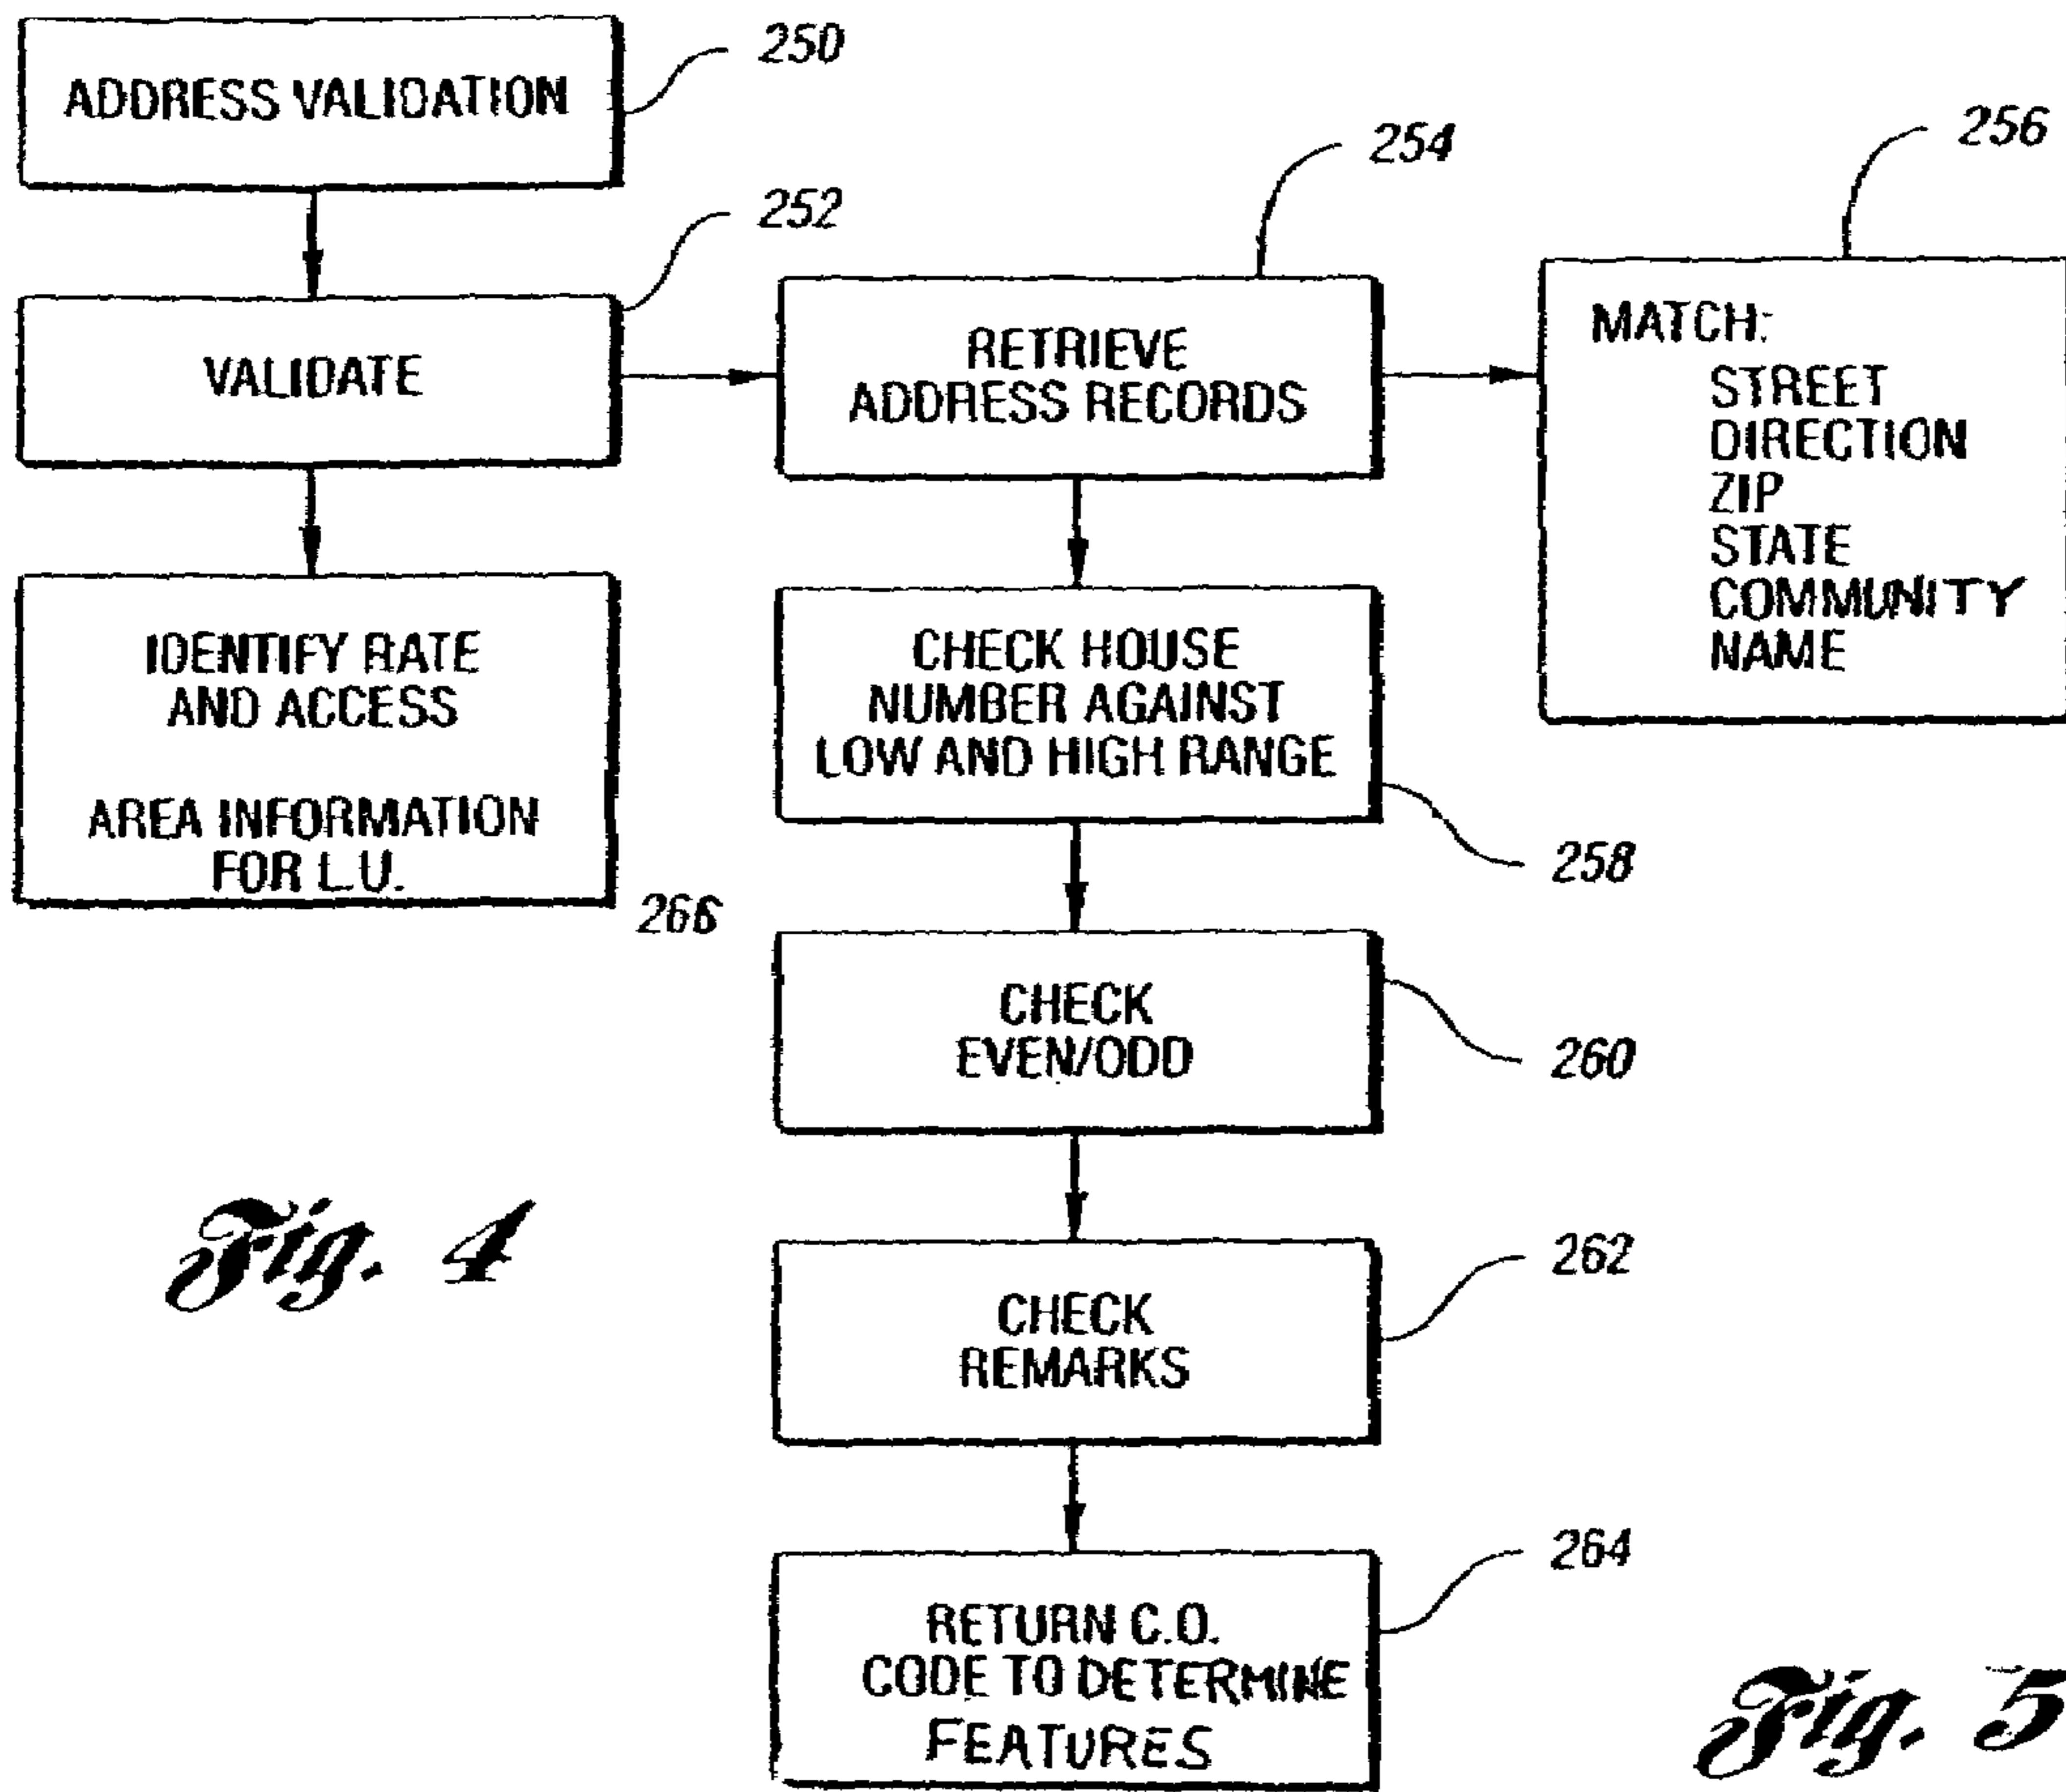 ADDRESS VALIDATION
250
VALIDATE
252
IDENTIFY RATE
AND ACCESS
AREA INFORMATION
FOR L.U.
266
RETRIEVE
ADDRESS RECORDS
254
MATCH:
STREET
DIRECTION
ZIP
STATE
COMMUNITY
NAME
256
CHECK HOUSE
NUMBER AGAINST
LOW AND HIGH RANGE
258
CHECK
EVEN/ODD
260
CHECK
REMARKS
262
RETURN C.O.
CODE TO DETERMINE
FEATURES
264
Fig. 4
Fig. 5